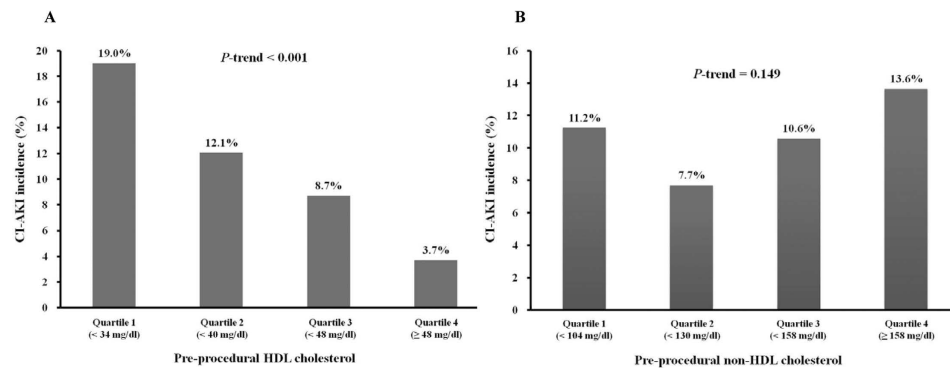 A
P-trend < 0.001
CI-AKI incidence (%)
20
18
16
14
12
10
8
6
4
2
0
19.0%
12.1%
8.7%
3.7%
Quartile 1
(< 34 mg/dl)
Quartile 2
(< 40 mg/dl)
Quartile 3
(< 48 mg/dl)
Quartile 4
(≥ 48 mg/dl)
Pre-procedural HDL cholesterol
B
P-trend = 0.149
CI-AKI incidence (%)
16
14
12
10
8
6
4
2
0
11.2%
7.7%
10.6%
13.6%
Quartile 1
(< 104 mg/dl)
Quartile 2
(< 130 mg/dl)
Quartile 3
(< 158 mg/dl)
Quartile 4
(≥ 158 mg/dl)
Pre-procedural non-HDL cholesterol